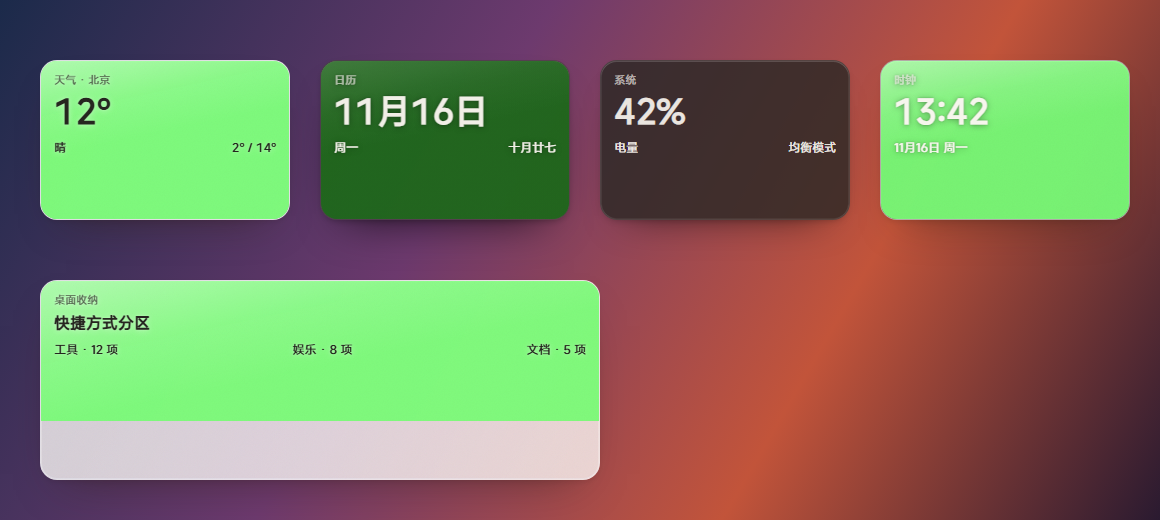 天气 · 北京
12°
晴 2° / 14°
日历
11月16日
周一 十月廿七
系统
42%
电量 均衡模式
时钟
13:42
11月16日 周一
桌面收纳
快捷方式分区
工具 · 12 项 娱乐 · 8 项 文档 · 5 项